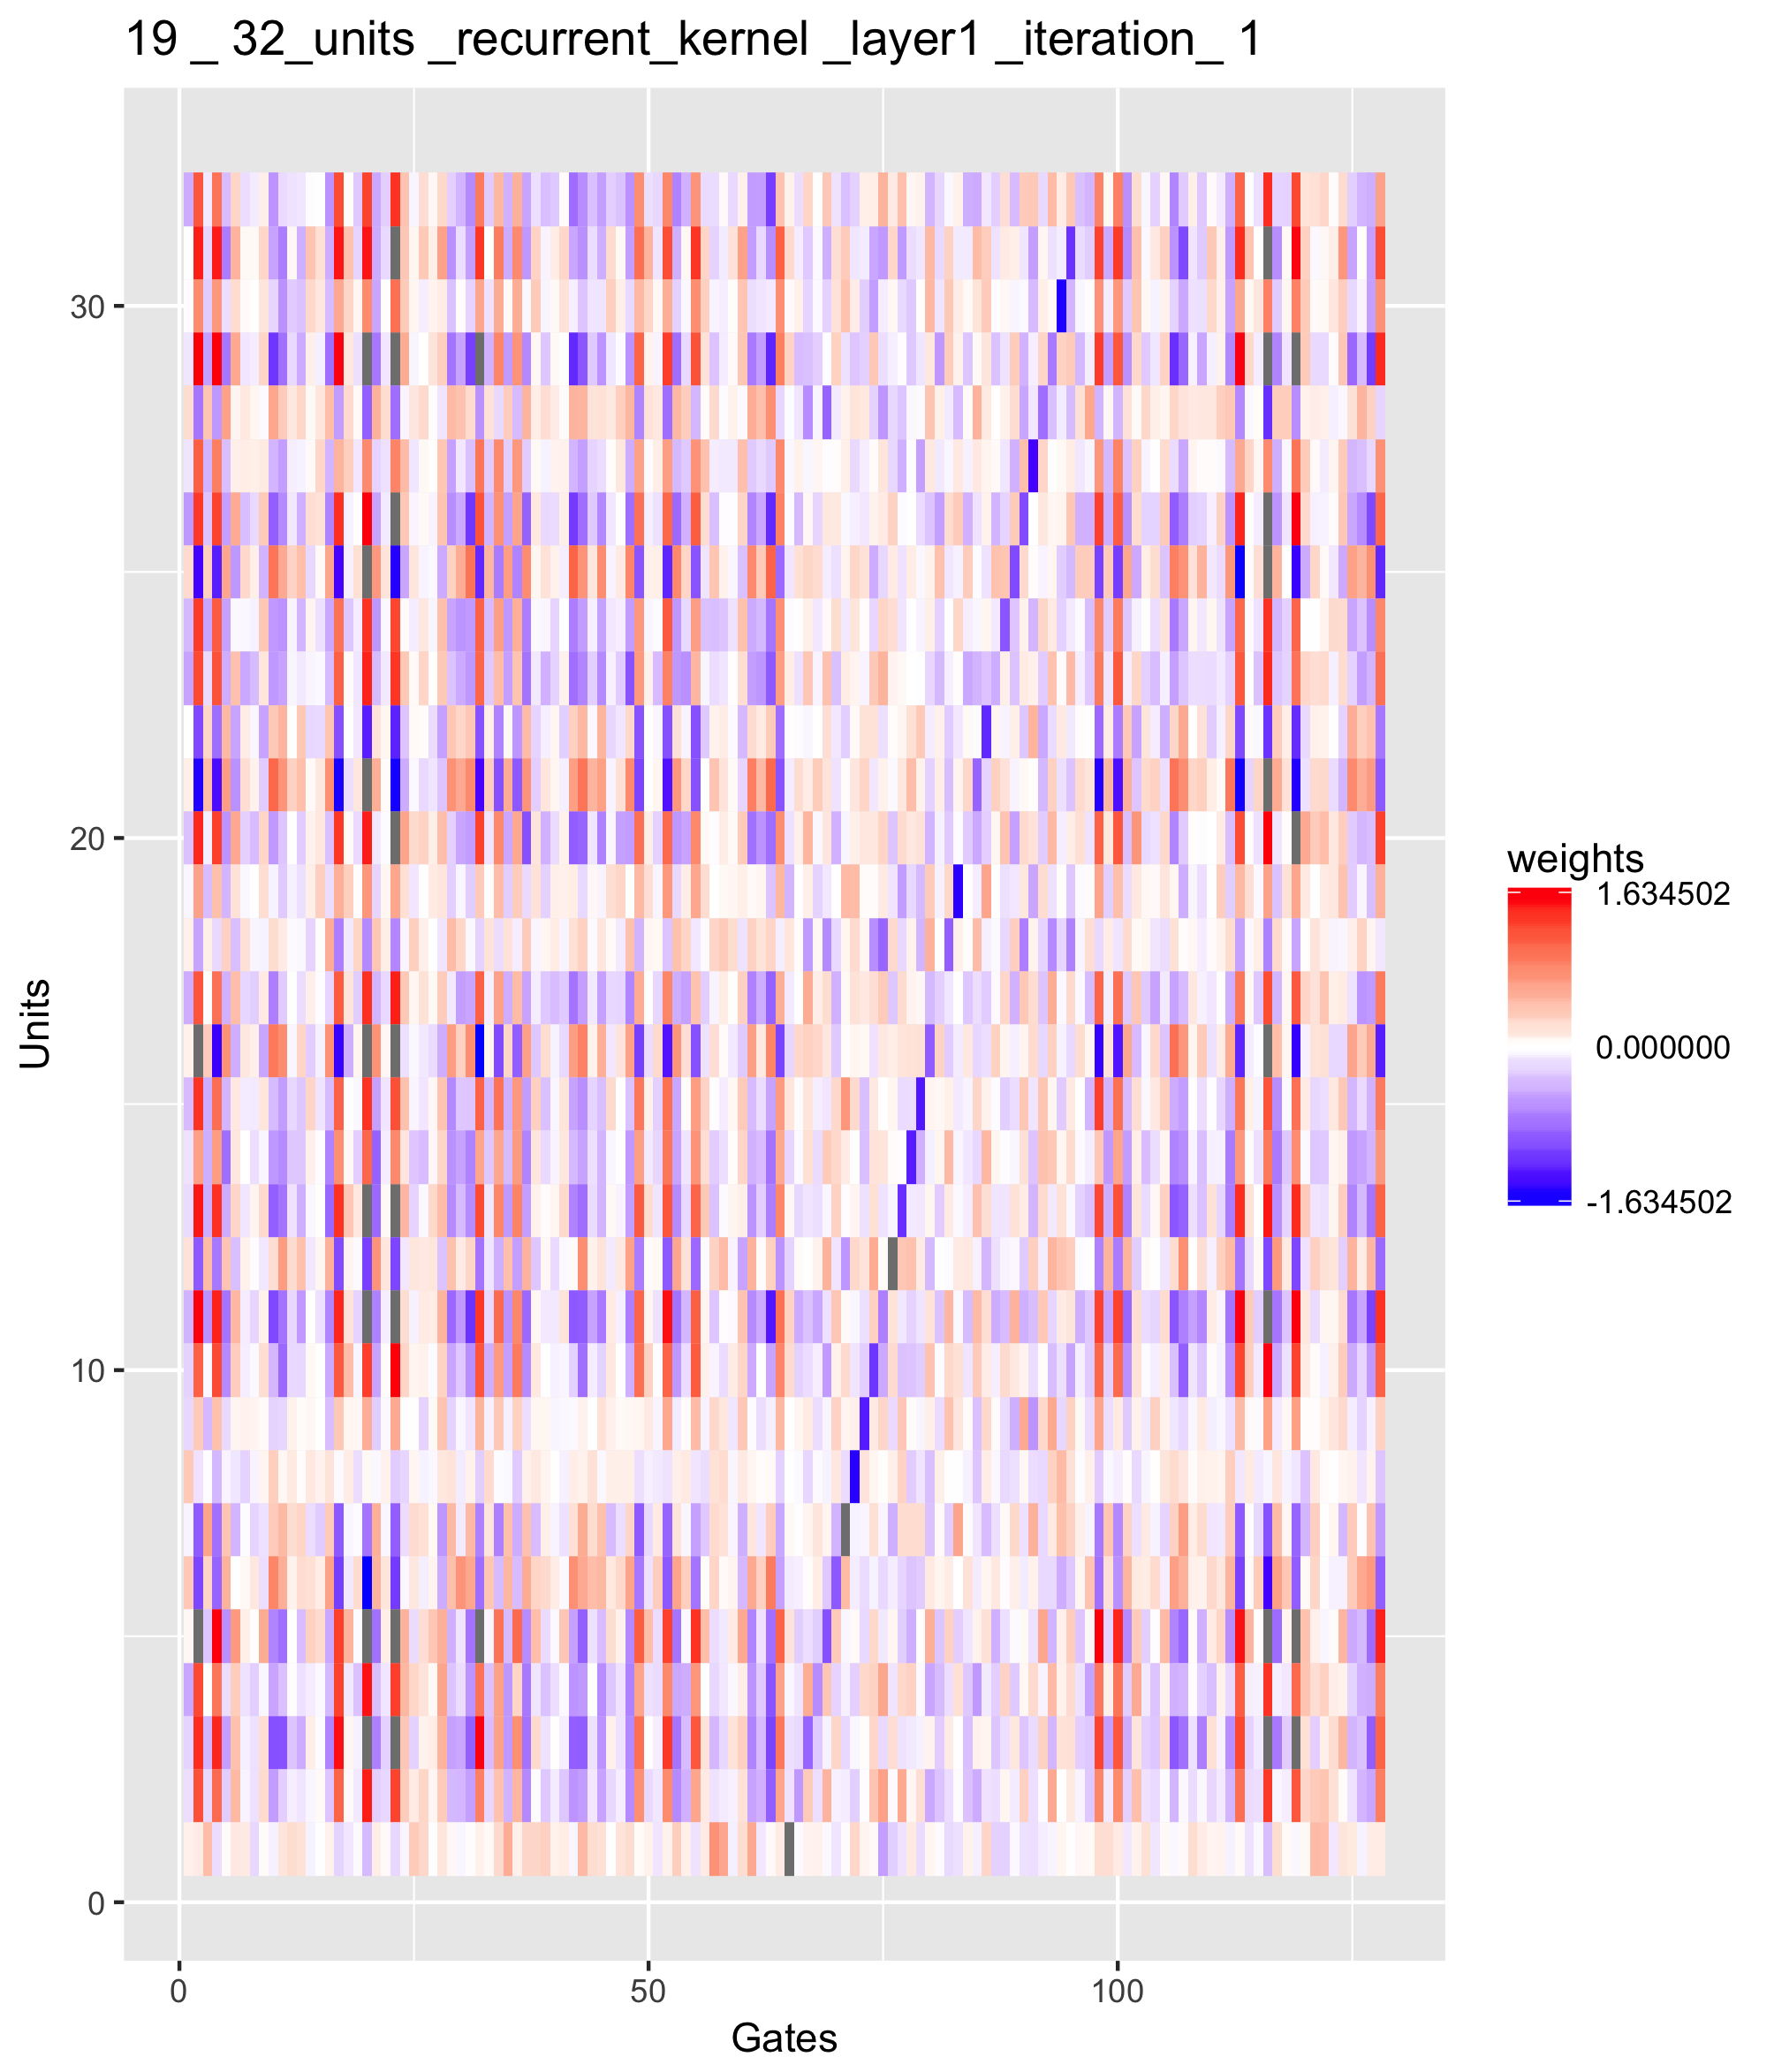 19 _ 32_units _recurrent_kernel _layer1 _iteration_ 1
Units
30
20
10
0
0
50
100
Gates
weights
1.634502
0.000000
-1.634502